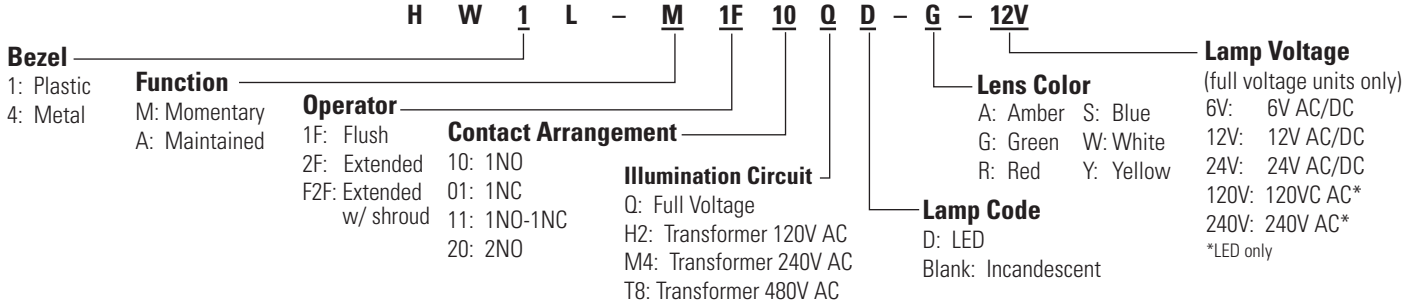 H W 1 L – M 1F 10 Q D – G – 12V
Bezel
1: Plastic
4: Metal
Function
M: Momentary
A: Maintained
Operator
1F: Flush
2F: Extended
F2F: Extended
w/ shroud
Contact Arrangement
10: 1NO
01: 1NC
11: 1NO-1NC
20: 2NO
Illumination Circuit
Q: Full Voltage
H2: Transformer 120V AC
M4: Transformer 240V AC
T8: Transformer 480V AC
Lamp Code
D: LED
Blank: Incandescent
Lens Color
A: Amber S: Blue
G: Green W: White
R: Red Y: Yellow
Lamp Voltage
(full voltage units only)
6V: 6V AC/DC
12V: 12V AC/DC
24V: 24V AC/DC
120V: 120VC AC*
240V: 240V AC*
*LED only